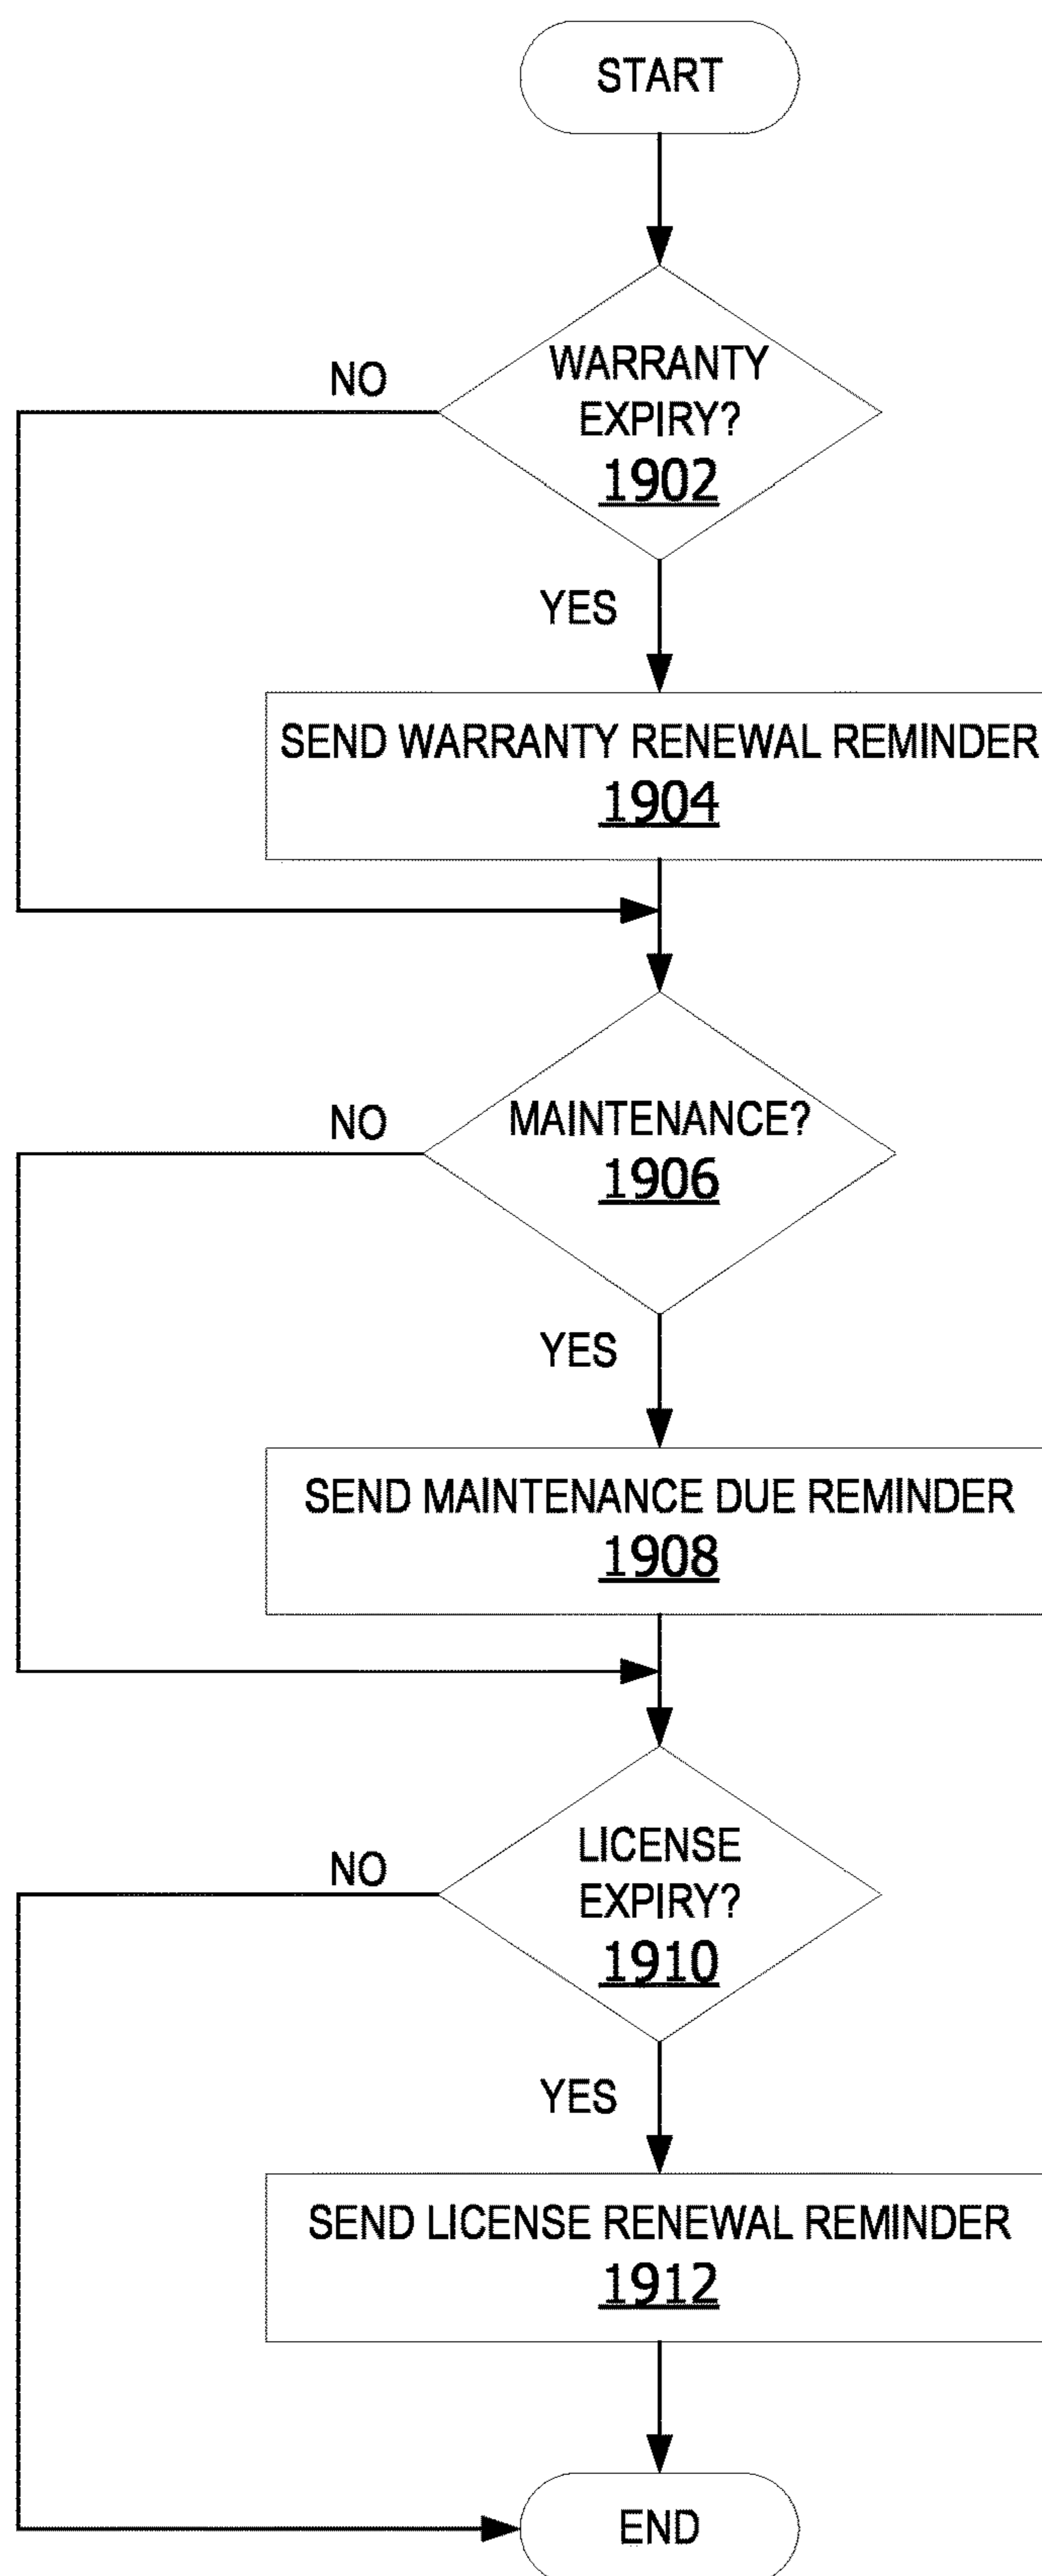 START
WARRANTY
EXPIRY?
1902
NO
YES
SEND WARRANTY RENEWAL REMINDER
1904
MAINTENANCE?
1906
NO
YES
SEND MAINTENANCE DUE REMINDER
1908
LICENSE
EXPIRY?
1910
NO
YES
SEND LICENSE RENEWAL REMINDER
1912
END